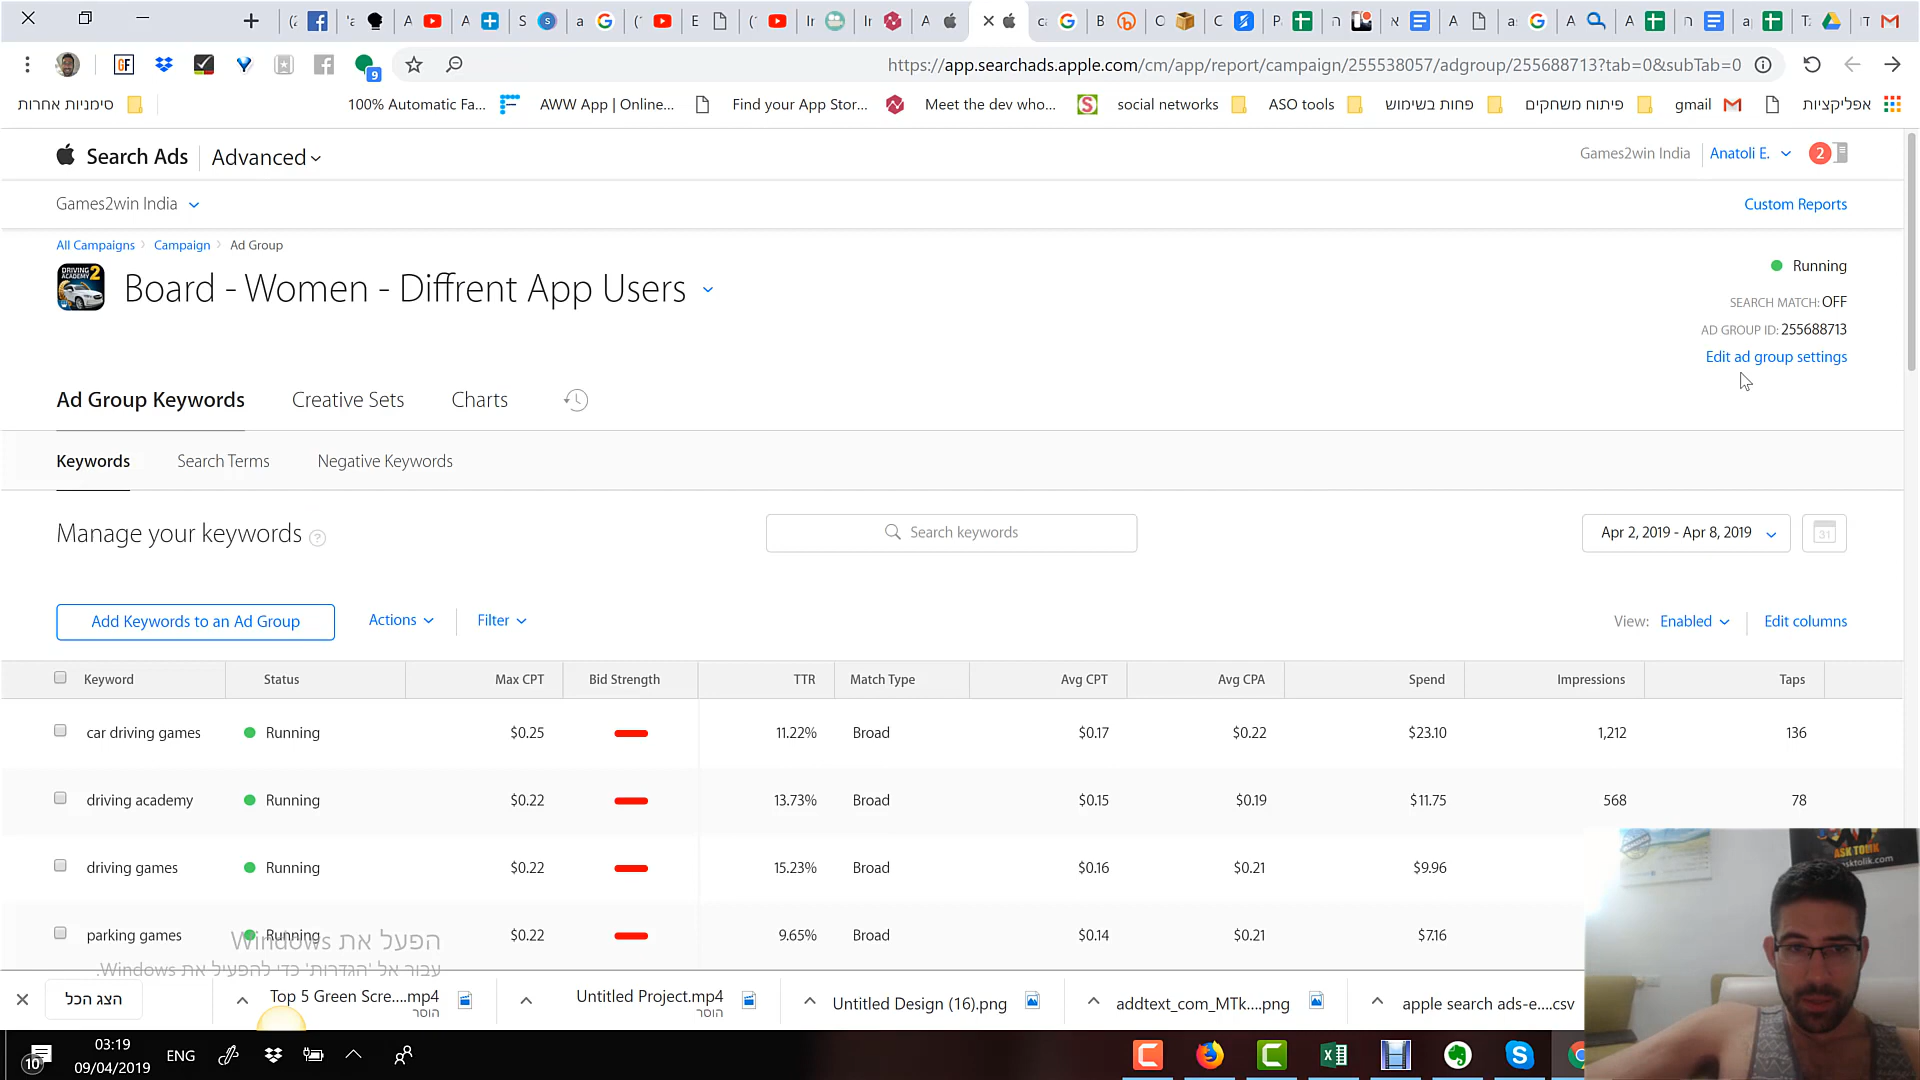 https://app.searchads.apple.com/cm/app/report/campaign/255538057/adgroup/255688713?tab=0&subTab=0
9
סימניות אחרות
100% Automatic Fa...
AWW App | Online...
Find your App Stor...
Meet the dev who...
social networks
ASO tools
פחות בשימוש
פיתוח משחקים
gmail
אפליקציות
Search Ads
Advanced
Games2win India
Anatoli E.
2
Games2win India
Custom Reports
All Campaigns
Campaign
Ad Group
DRIVING ACADEMY 2
Board - Women - Diffrent App Users
Running
SEARCH MATCH: OFF
AD GROUP ID: 255688713
Edit ad group settings
Ad Group Keywords
Creative Sets
Charts
Keywords
Search Terms
Negative Keywords
Manage your keywords ?
Search keywords
Apr 2, 2019 - Apr 8, 2019
31
Add Keywords to an Ad Group
Actions
Filter
View: Enabled
Edit columns
Keyword Status Max CPT Bid Strength TTR Match Type Avg CPT Avg CPA Spend Impressions Taps
car driving games Running $0.25 11.22% Broad $0.17 $0.22 $23.10 1,212 136
driving academy Running $0.22 13.73% Broad $0.15 $0.19 $11.75 568 78
driving games Running $0.22 15.23% Broad $0.16 $0.21 $9.96
parking games Running $0.22 9.65% Broad $0.14 $0.21 $7.16
הפעל את Windows
עבור אל 'הגדרות' כדי להפעיל את Windows.
ASK TOLIK
asktolik.com
הצג הכל
Top 5 Green Scre....mp4
הוסר
Untitled Project.mp4
הוסר
Untitled Design (16).png
addtext_com_MTk....png
apple search ads-e....csv
10
03:19
09/04/2019
ENG